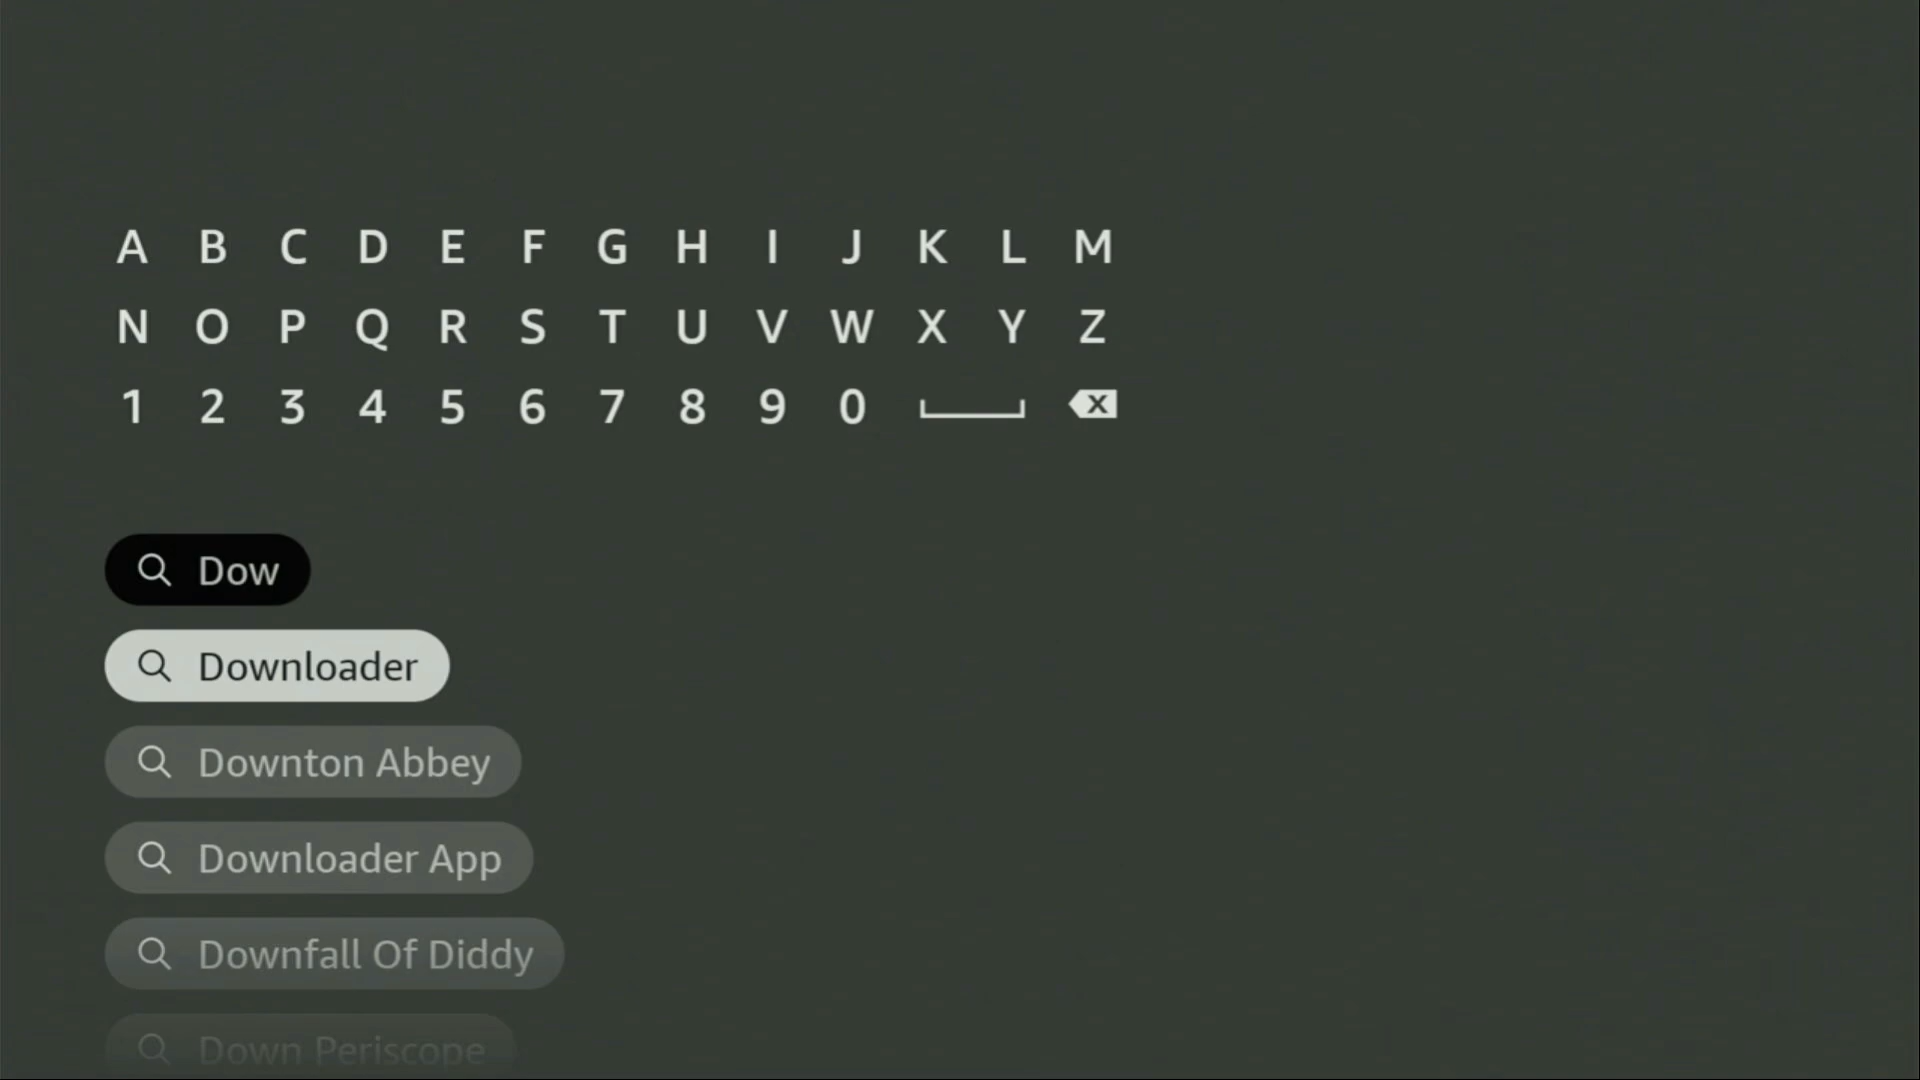 A B C D E F G H I J K L M
N O P Q R S T U V W X Y Z
1 2 3 4 5 6 7 8 9 0
Dow
Downloader
Downton Abbey
Downloader App
Downfall Of Diddy
Down Periscope